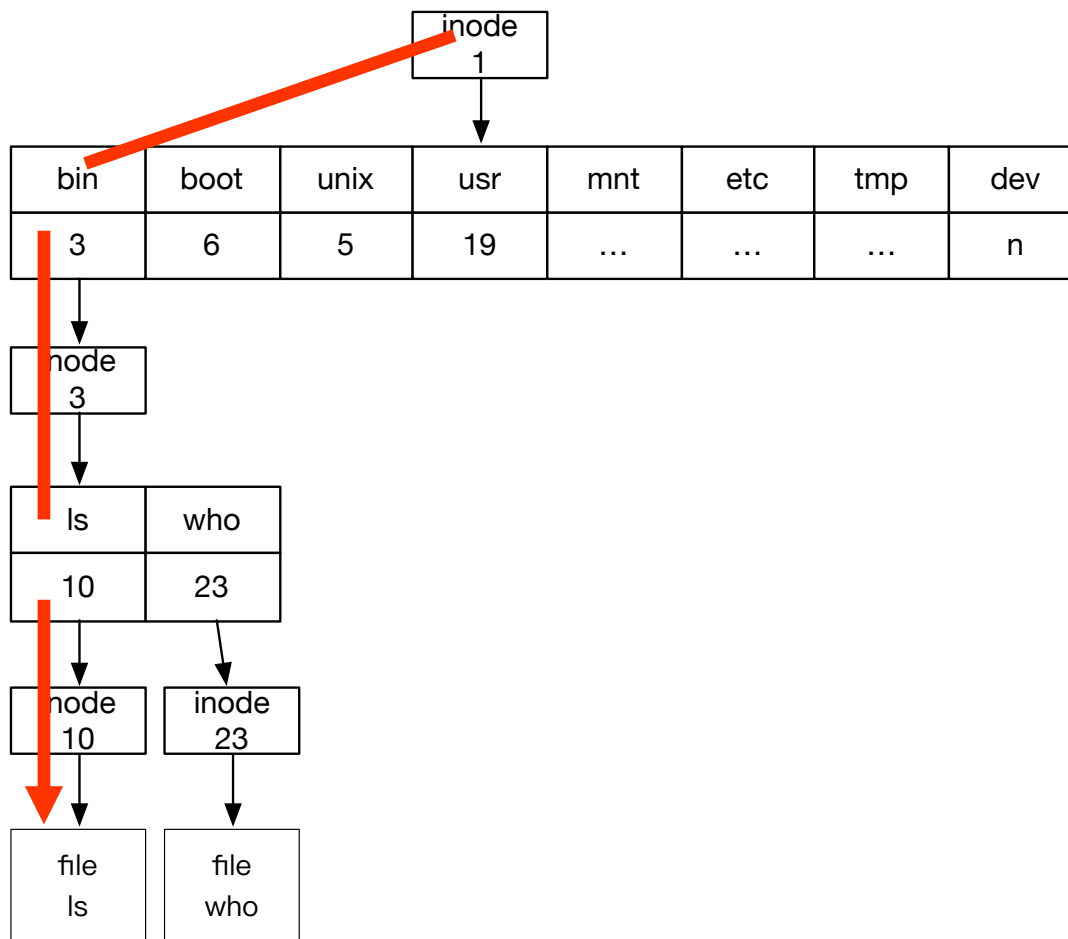 inode
1
bin boot unix usr mnt etc tmp dev
3 6 5 19 ... ... ... n
inode
3
ls who
10 23
inode inode
10 23
file file
ls who